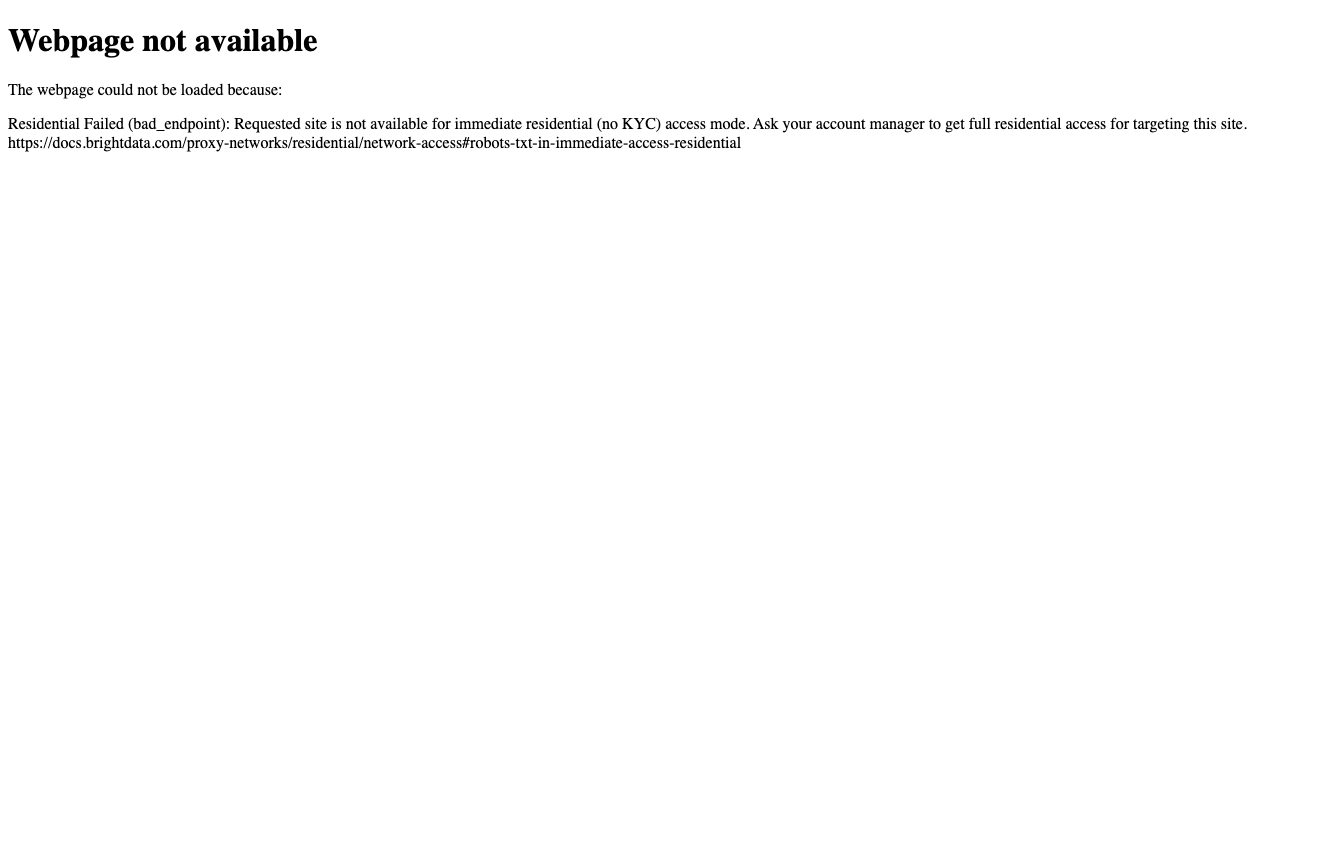 Webpage not available
The webpage could not be loaded because:
Residential Failed (bad_endpoint): Requested site is not available for immediate residential (no KYC) access mode. Ask your account manager to get full residential access for targeting this site.
https://docs.brightdata.com/proxy-networks/residential/network-access#robots-txt-in-immediate-access-residential